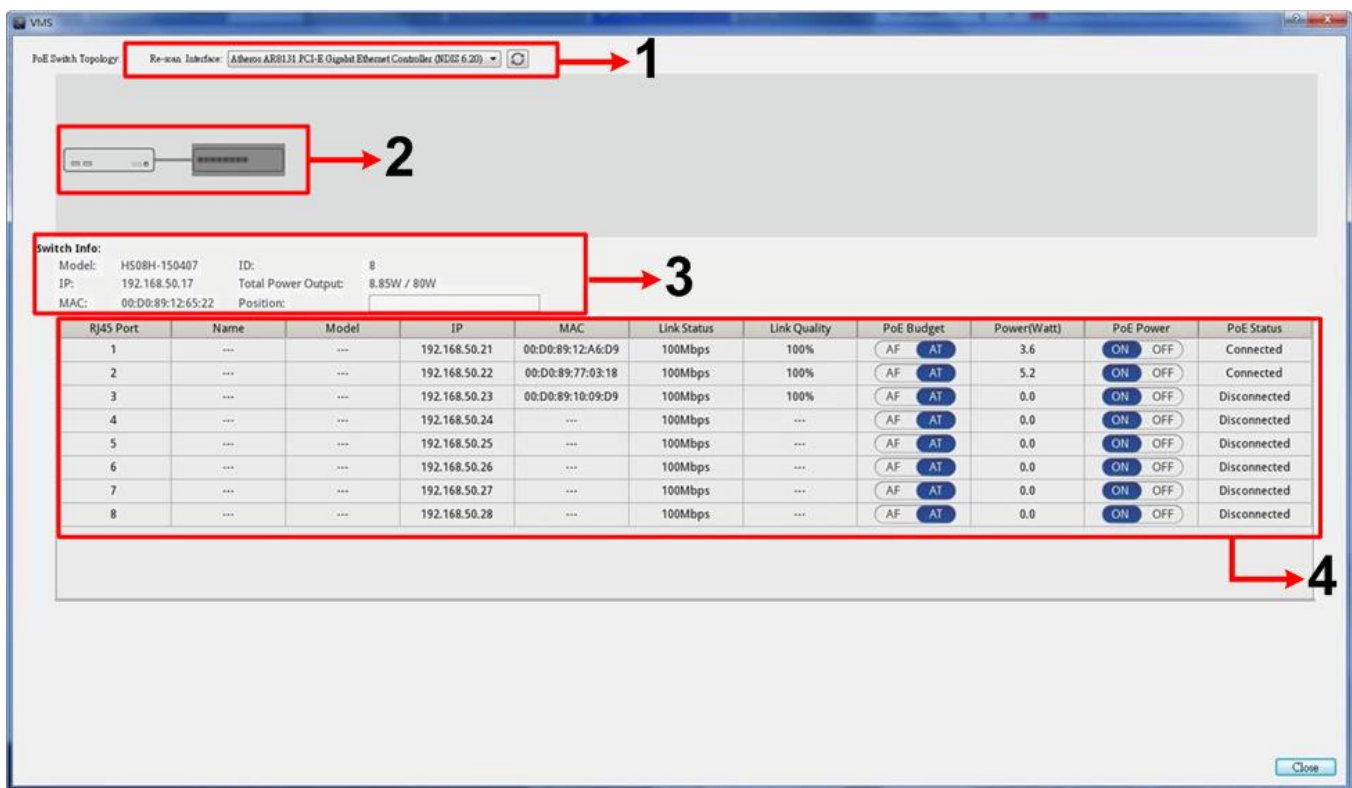 VMS
PoE Switch Topology: Re-scan Interface: Atheros AR8131 PCI-E Gigabit Ethernet Controller (NDIS 6.20)
1
2
Switch Info:
Model: HS08H-150407 ID: 8
IP: 192.168.50.17 Total Power Output: 8.85W / 80W
MAC: 00:D0:89:12:65:22 Position:
3
RJ45 Port Name Model IP MAC Link Status Link Quality PoE Budget Power(Watt) PoE Power PoE Status
1 --- --- 192.168.50.21 00:D0:89:12:A6:D9 100Mbps 100% AF AT 3.6 ON OFF Connected
2 --- --- 192.168.50.22 00:D0:89:77:03:18 100Mbps 100% AF AT 5.2 ON OFF Connected
3 --- --- 192.168.50.23 00:D0:89:10:09:D9 100Mbps 100% AF AT 0.0 ON OFF Disconnected
4 --- --- 192.168.50.24 --- 100Mbps --- AF AT 0.0 ON OFF Disconnected
5 --- --- 192.168.50.25 --- 100Mbps --- AF AT 0.0 ON OFF Disconnected
6 --- --- 192.168.50.26 --- 100Mbps --- AF AT 0.0 ON OFF Disconnected
7 --- --- 192.168.50.27 --- 100Mbps --- AF AT 0.0 ON OFF Disconnected
8 --- --- 192.168.50.28 --- 100Mbps --- AF AT 0.0 ON OFF Disconnected
4
Close